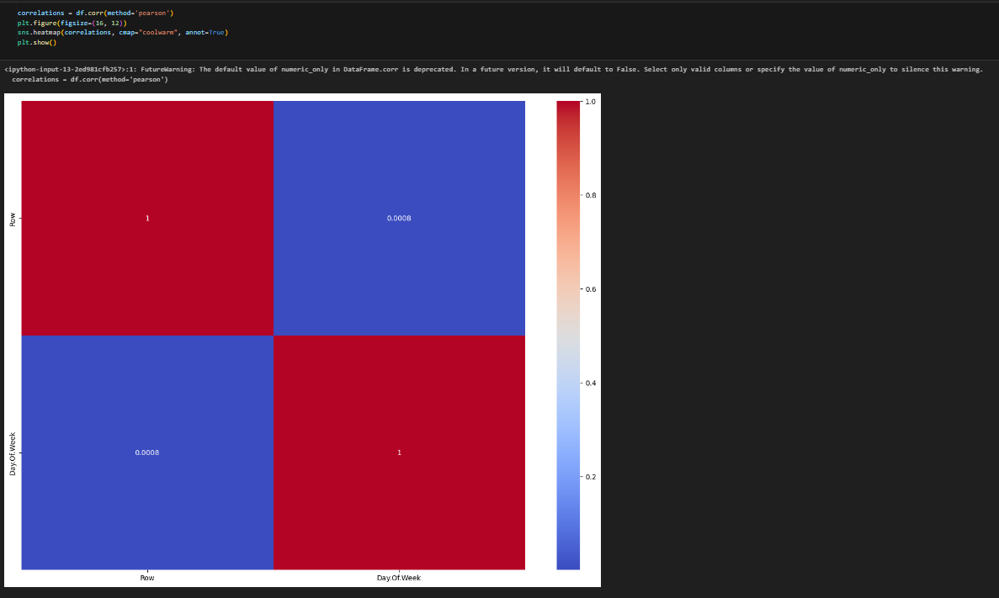 correlations = df.corr(method='pearson')
plt.figure(figsize=(16, 12))
sns.heatmap(correlations, cmap="coolwarm", annot=True)
plt.show()
<ipython-input-13-2ed981cfb257>:1: FutureWarning: The default value of numeric_only in DataFrame.corr is deprecated. In a future version, it will default to False. Select only valid columns or specify the value of numeric_only to silence this warning.
correlations = df.corr(method='pearson')
1.0
0.8
Row
1
0.0008
0.6
0.4
Day.Of.Week
0.0008
1
0.2
Row
Day.Of.Week